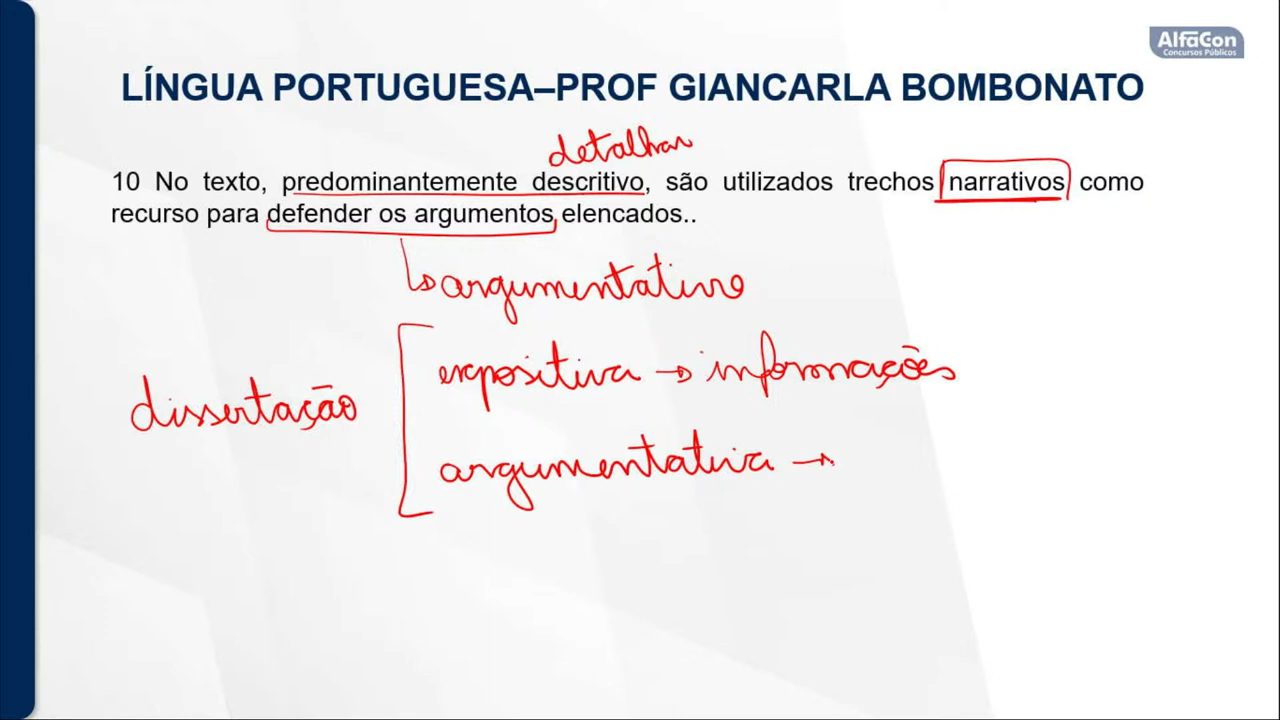 AlfaCon
Concursos Públicos
LÍNGUA PORTUGUESA–PROF GIANCARLA BOMBONATO
detalhar
10 No texto, predominantemente descritivo, são utilizados trechos narrativos como
recurso para defender os argumentos elencados..
argumentativo
dissertação
expositiva → informações
argumentativa →